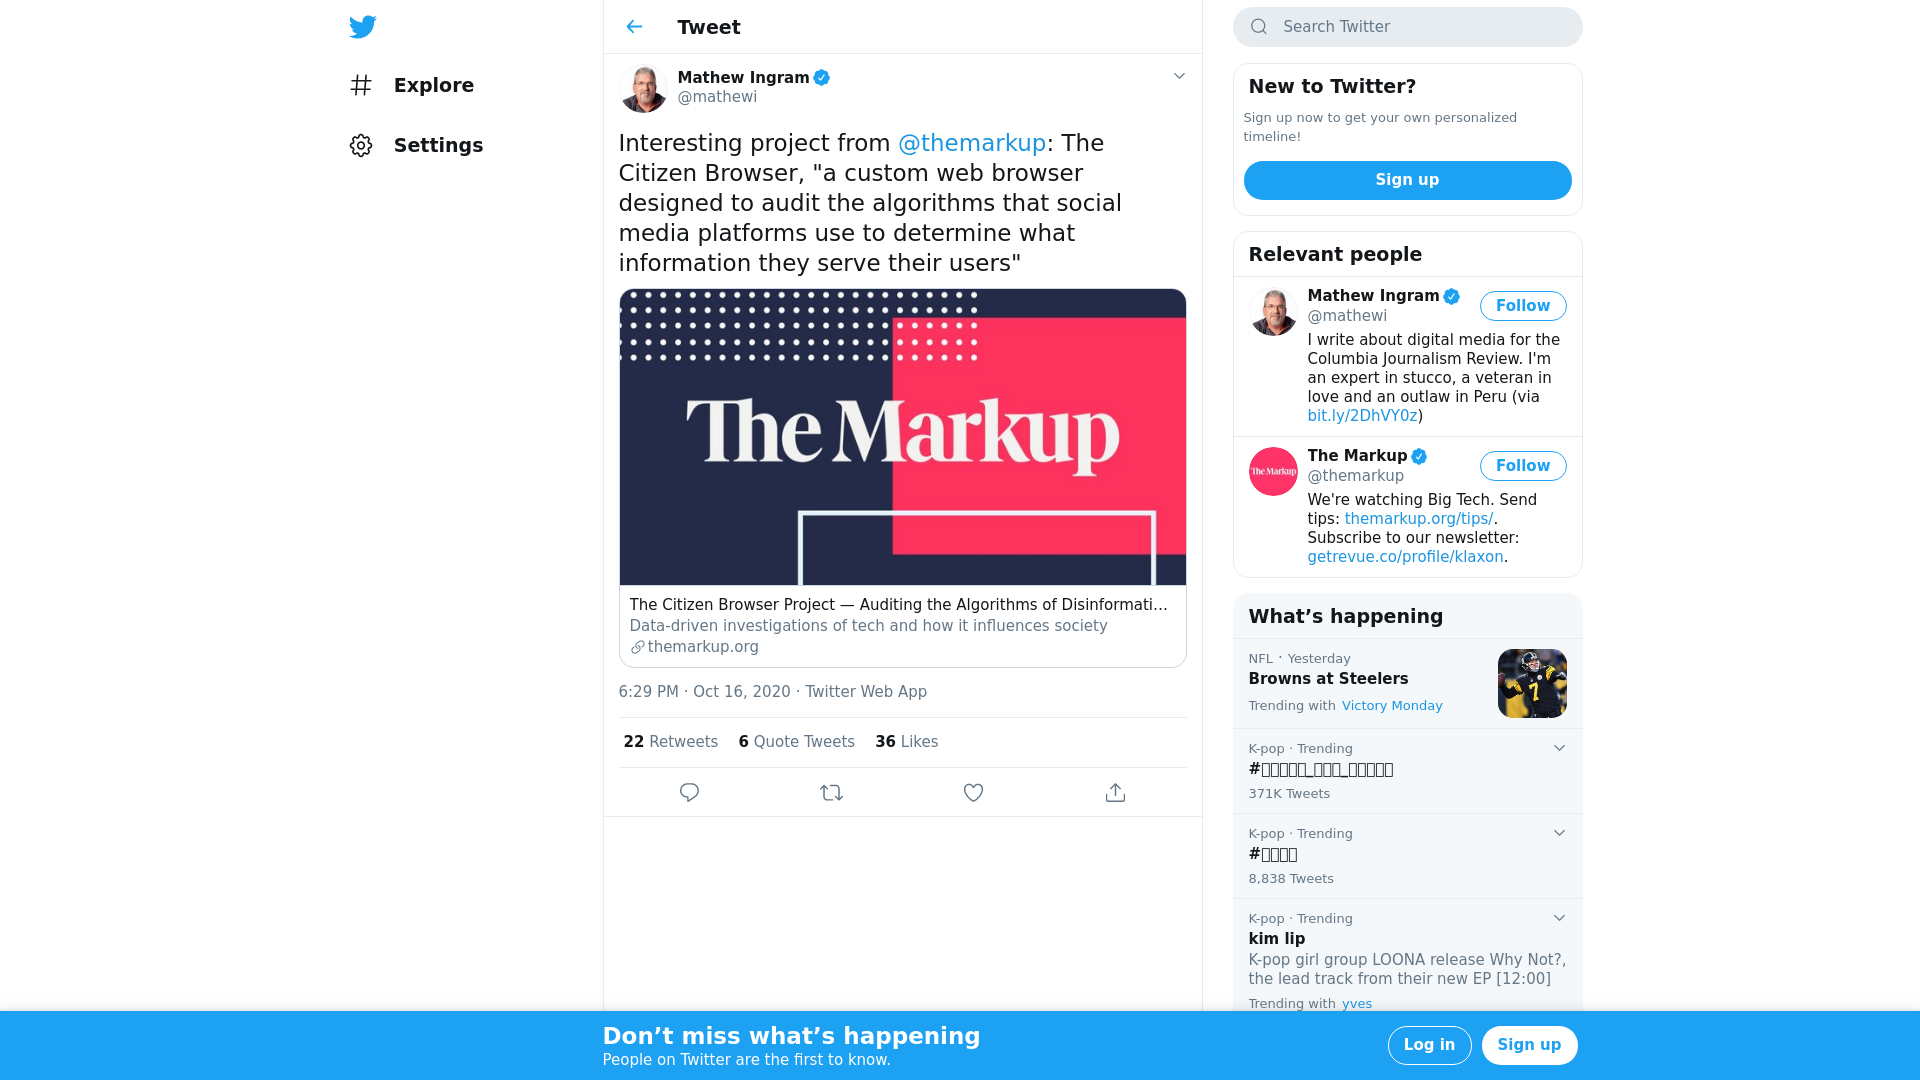 Explore
Settings
Tweet
Mathew Ingram
@mathewi
Interesting project from @themarkup: The
Citizen Browser, "a custom web browser
designed to audit the algorithms that social
media platforms use to determine what
information they serve their users"
The Markup
The Citizen Browser Project — Auditing the Algorithms of Disinformati…
Data-driven investigations of tech and how it influences society
themarkup.org
6:29 PM · Oct 16, 2020 · Twitter Web App
22 Retweets 6 Quote Tweets 36 Likes
Search Twitter
New to Twitter?
Sign up now to get your own personalized
timeline!
Sign up
Relevant people
Mathew Ingram
@mathewi
Follow
I write about digital media for the
Columbia Journalism Review. I'm
an expert in stucco, a veteran in
love and an outlaw in Peru (via
bit.ly/2DhVY0z)
The Markup
The Markup
@themarkup
Follow
We're watching Big Tech. Send
tips: themarkup.org/tips/.
Subscribe to our newsletter:
getrevue.co/profile/klaxon.
What's happening
NFL · Yesterday
Browns at Steelers
Trending with Victory Monday
7
K-pop · Trending
371K Tweets
K-pop · Trending
8,838 Tweets
K-pop · Trending
kim lip
K-pop girl group LOONA release Why Not?,
the lead track from their new EP [12:00]
Trending with yves
Don't miss what's happening
People on Twitter are the first to know.
Log in
Sign up